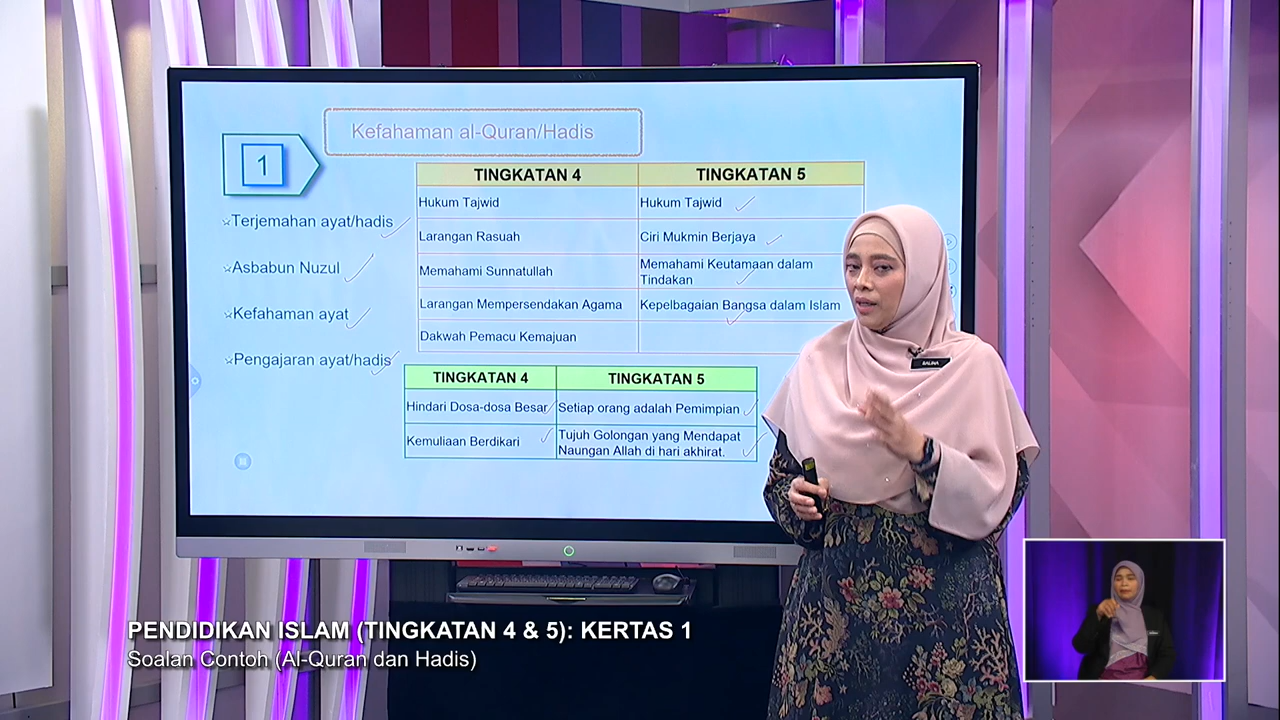 Kefahaman al-Quran/Hadis
1
Terjemahan ayat/hadis
Asbabun Nuzul
Kefahaman ayat
Pengajaran ayat/hadis
TINGKATAN 4
TINGKATAN 5
Hukum Tajwid
Hukum Tajwid
Larangan Rasuah
Ciri Mukmin Berjaya
Memahami Sunnatullah
Memahami Keutamaan dalam
Tindakan
Larangan Mempersendakan Agama
Kepelbagaian Bangsa dalam Islam
Dakwah Pemacu Kemajuan
TINGKATAN 4
TINGKATAN 5
Hindari Dosa-dosa Besar
Setiap orang adalah Pemimpian
Kemuliaan Berdikari
Tujuh Golongan yang Mendapat
Naungan Allah di hari akhirat.
SALINA
PENDIDIKAN ISLAM (TINGKATAN 4 & 5): KERTAS 1
Soalan Contoh (Al-Quran dan Hadis)